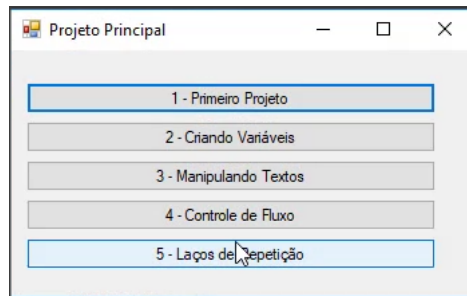 Projeto Principal
1 - Primeiro Projeto
2 - Criando Variáveis
3 - Manipulando Textos
4 - Controle de Fluxo
5 - Laços de Repetição